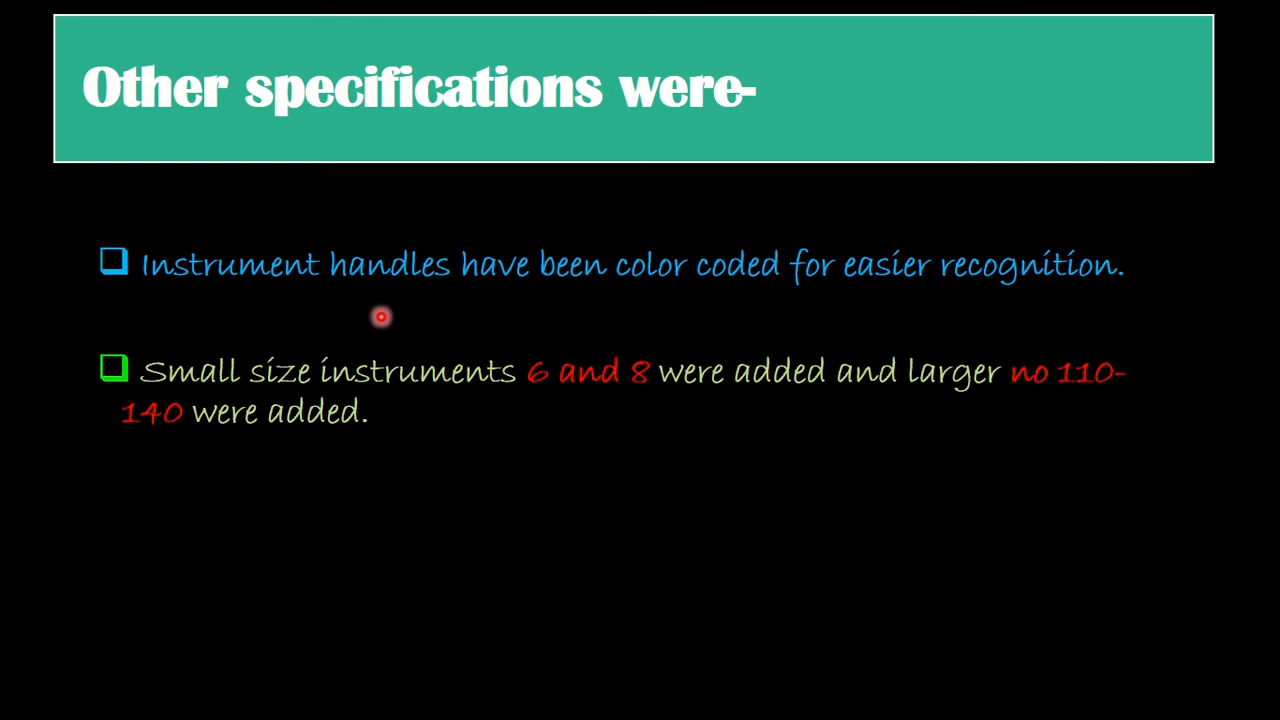 Other specifications were-
Instrument handles have been color coded for easier recognition.
Small size instruments 6 and 8 were added and larger no 110-
140 were added.